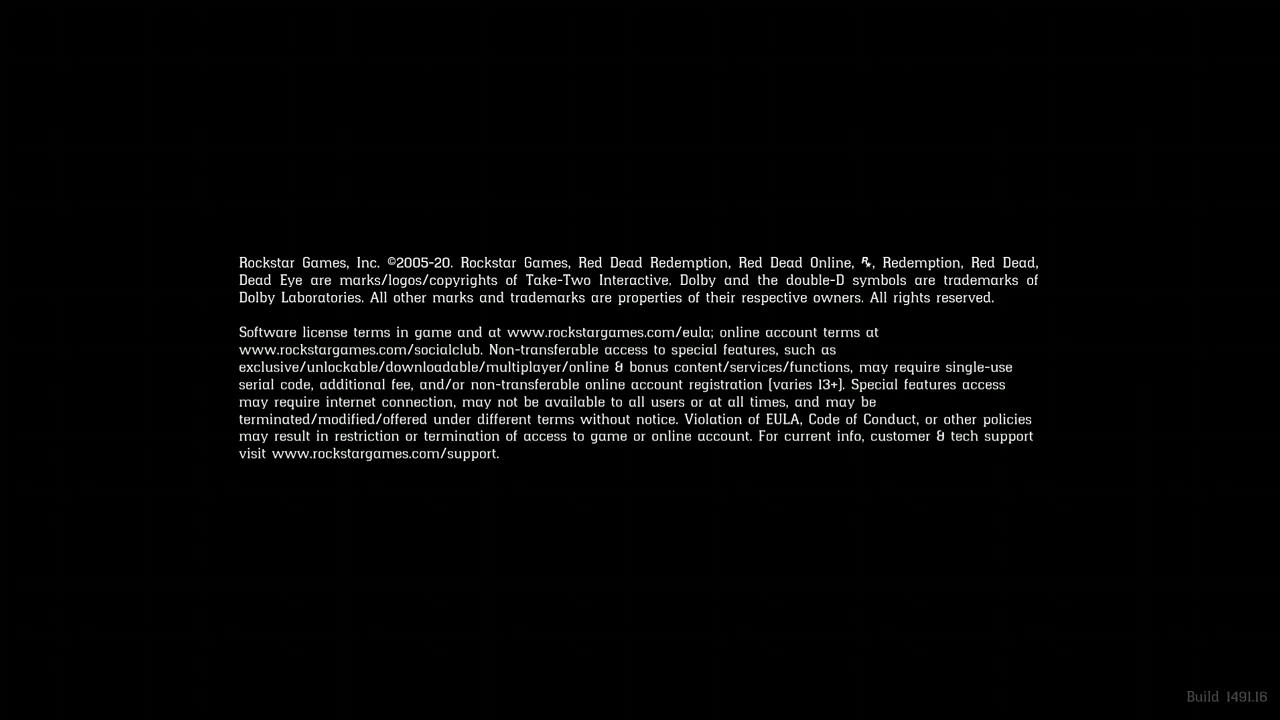 Rockstar Games, Inc. ©2005-20. Rockstar Games, Red Dead Redemption, Red Dead Online, R★, Redemption, Red Dead,
Dead Eye are marks/logos/copyrights of Take-Two Interactive. Dolby and the double-D symbols are trademarks of
Dolby Laboratories. All other marks and trademarks are properties of their respective owners. All rights reserved.
Software license terms in game and at www.rockstargames.com/eula; online account terms at
www.rockstargames.com/socialclub. Non-transferable access to special features, such as
exclusive/unlockable/downloadable/multiplayer/online & bonus content/services/functions, may require single-use
serial code, additional fee, and/or non-transferable online account registration (varies 13+). Special features access
may require internet connection, may not be available to all users or at all times, and may be
terminated/modified/offered under different terms without notice. Violation of EULA, Code of Conduct, or other policies
may result in restriction or termination of access to game or online account. For current info, customer & tech support
visit www.rockstargames.com/support.
Build 1491.16